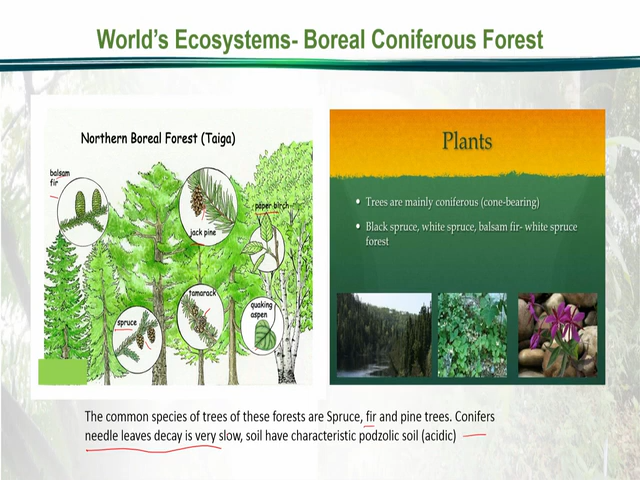 World's Ecosystems- Boreal Coniferous Forest
Northern Boreal Forest (Taiga)
balsam
fir
jack pine
paper birch
spruce
tamarack
quaking
aspen
Plants
• Trees are mainly coniferous (cone-bearing)
• Black spruce, white spruce, balsam fir- white spruce
forest
The common species of trees of these forests are Spruce, fir and pine trees. Conifers
needle leaves decay is very slow, soil have characteristic podzolic soil (acidic)